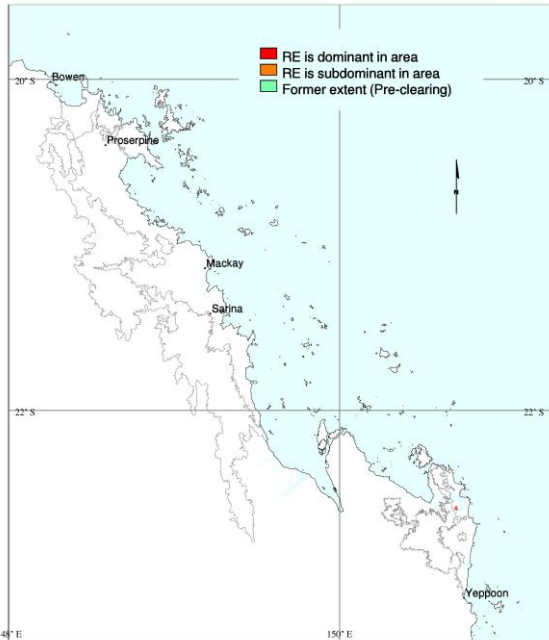 RE is dominant in area
RE is subdominant in area
Former extent (Pre-clearing)
20° S
20° S
Bowen
Proserpine
N
Mackay
Sarina
22° S
22° S
Yeppoon
48° E
150° E